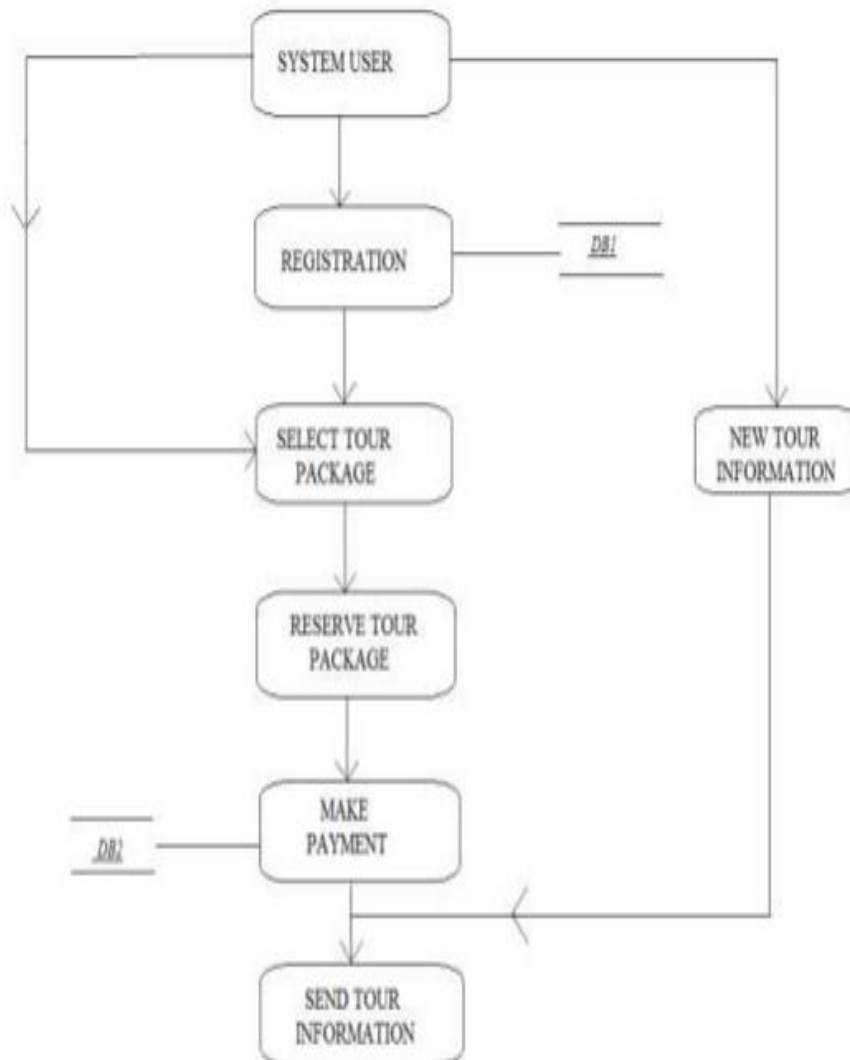 SYSTEM USER
REGISTRATION
DB1
SELECT TOUR
PACKAGE
NEW TOUR
INFORMATION
RESERVE TOUR
PACKAGE
MAKE
PAYMENT
DB2
SEND TOUR
INFORMATION